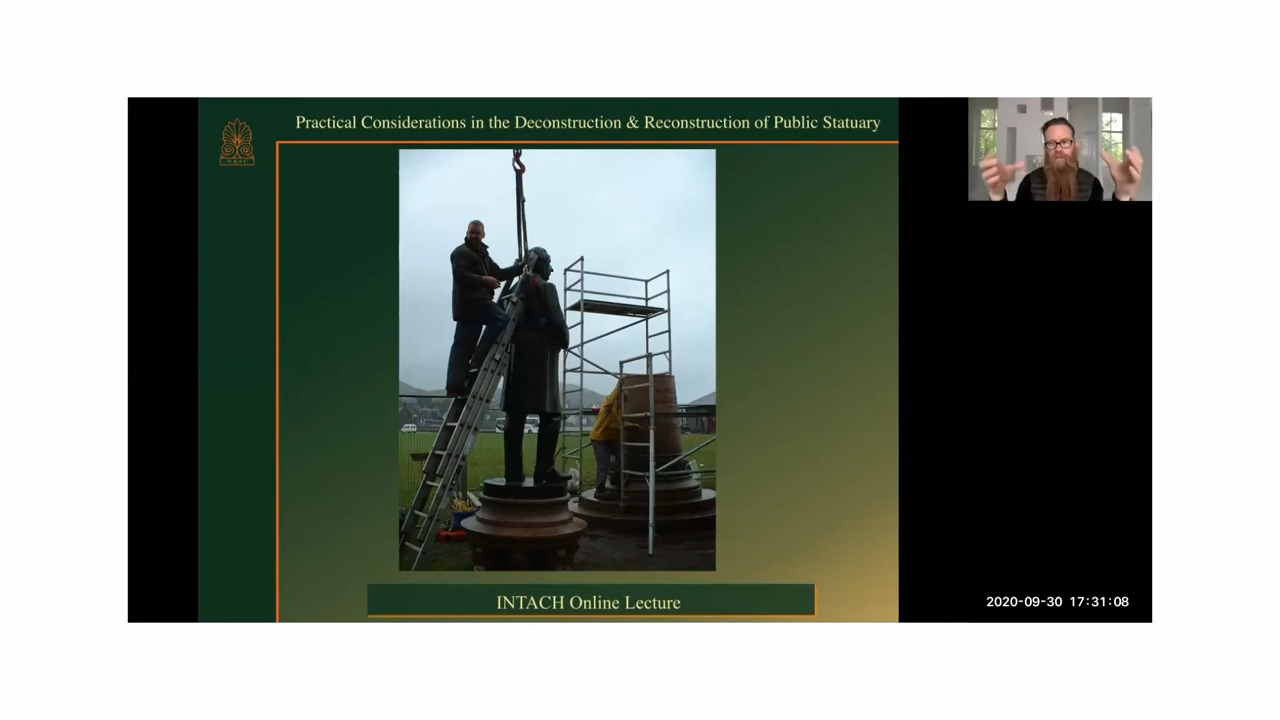 Practical Considerations in the Deconstruction & Reconstruction of Public Statuary
INTACH Online Lecture
2020-09-30 17:31:08